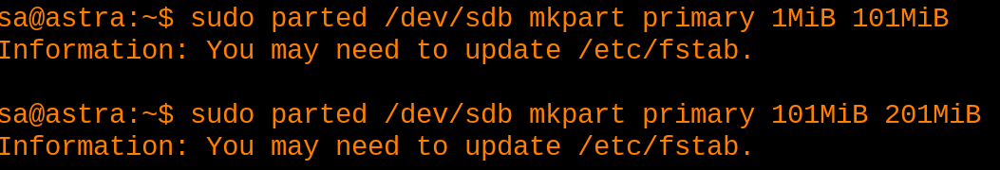 sa@astra:~$ sudo parted /dev/sdb mkpart primary 1MiB 101MiB
Information: You may need to update /etc/fstab.
sa@astra:~$ sudo parted /dev/sdb mkpart primary 101MiB 201MiB
Information: You may need to update /etc/fstab.